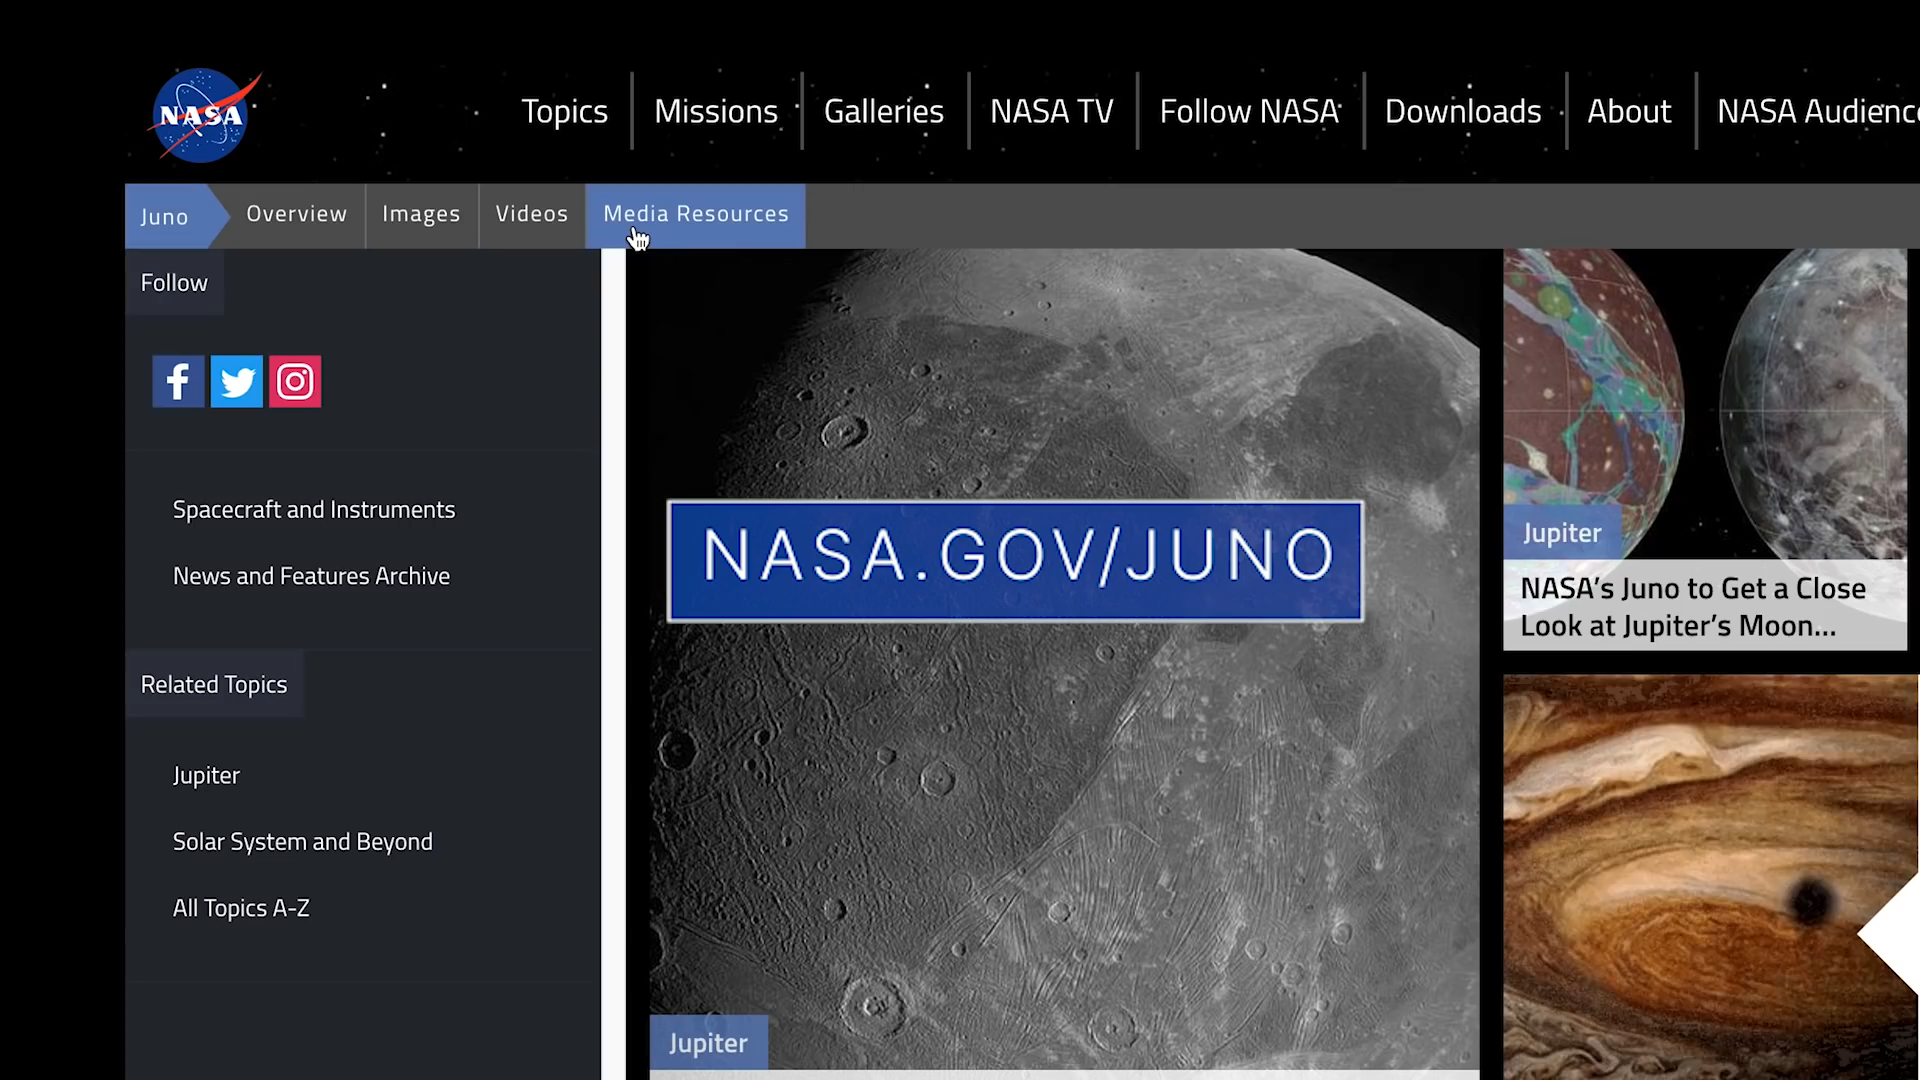 NASA
Topics
Missions
Galleries
NASA TV
Follow NASA
Downloads
About
NASA Audienc
Juno
Overview
Images
Videos
Media Resources
Follow
Spacecraft and Instruments
News and Features Archive
Related Topics
Jupiter
Solar System and Beyond
All Topics A-Z
NASA.GOV/JUNO
Jupiter
Jupiter
NASA’s Juno to Get a Close
Look at Jupiter’s Moon...